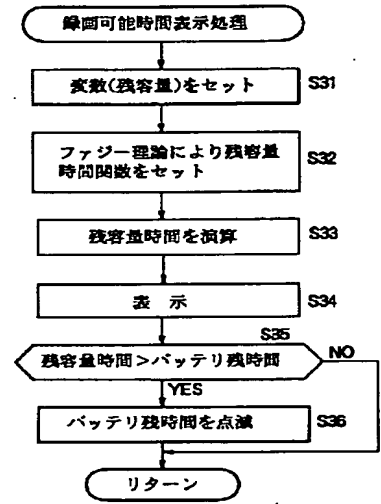 録画可能時間表示処理
変数(残容量)をセット
S31
ファジー理論により残容量
時間関数をセット
S32
残容量時間を演算
S33
表 示
S34
S35
残容量時間>バッテリ残時間
NO
YES
バッテリ残時間を点滅
S36
リターン